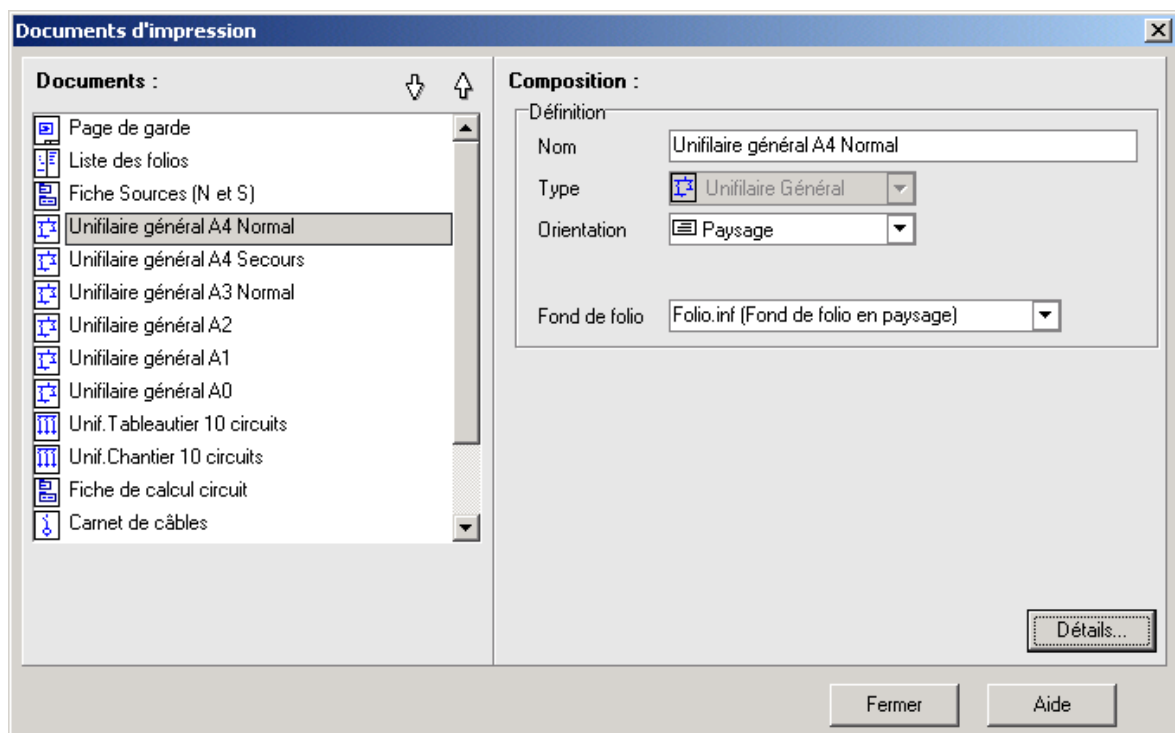 Documents d'impression
Documents :
Page de garde
Liste des folios
Fiche Sources (N et S)
Unifilaire général A4 Normal
Unifilaire général A4 Secours
Unifilaire général A3 Normal
Unifilaire général A2
Unifilaire général A1
Unifilaire général A0
Unif.Tableautier 10 circuits
Unif.Chantier 10 circuits
Fiche de calcul circuit
Carnet de câbles
Composition :
Définition
Nom Unifilaire général A4 Normal
Type Unifilaire Général
Orientation Paysage
Fond de folio Folio.inf (Fond de folio en paysage)
Détails...
Fermer Aide